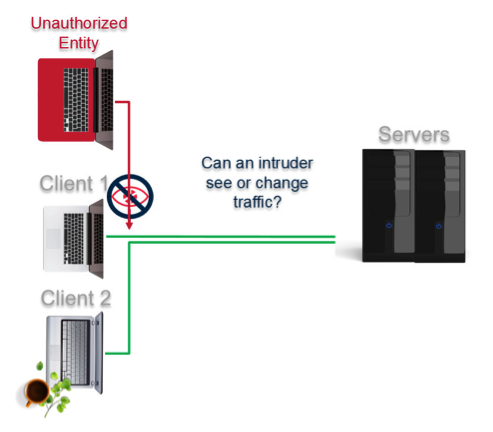 Unauthorized
Entity
Servers
Can an intruder
see or change
traffic?
Client 1
Client 2